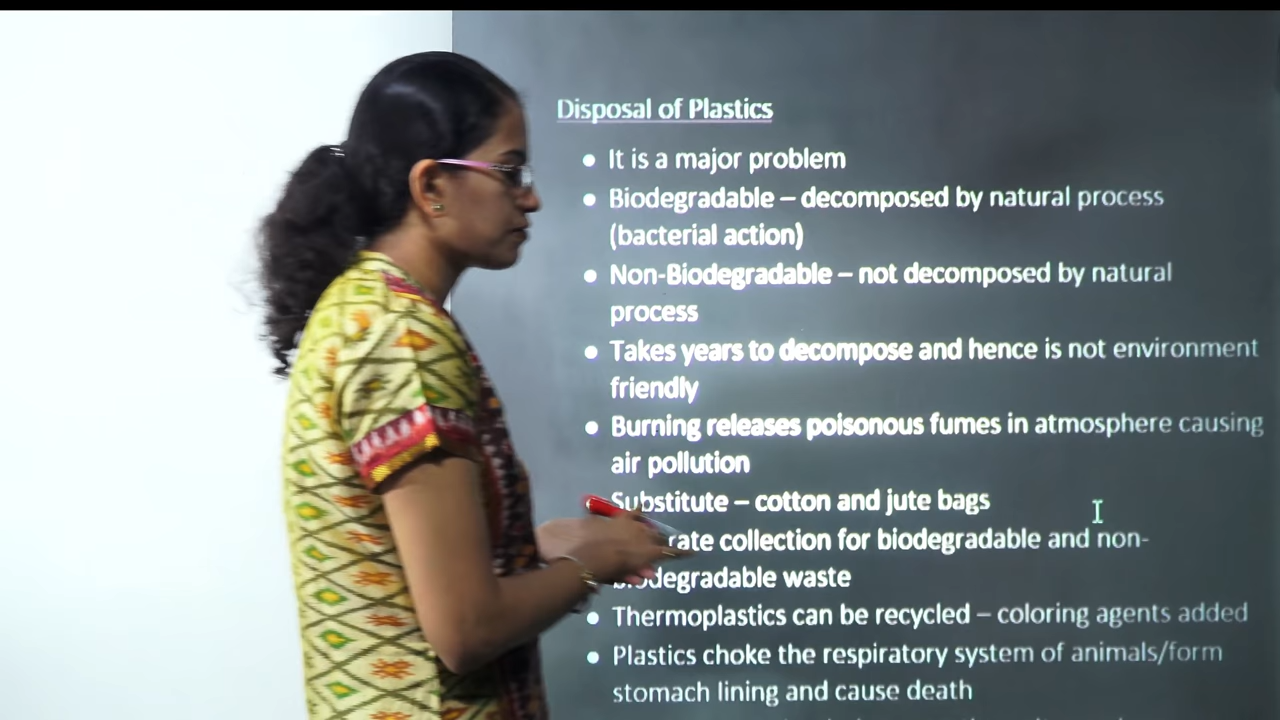 Disposal of Plastics
• It is a major problem
• Biodegradable – decomposed by natural process
(bacterial action)
• Non-Biodegradable – not decomposed by natural
process
• Takes years to decompose and hence is not environment
friendly
• Burning releases poisonous fumes in atmosphere causing
air pollution
• Substitute – cotton and jute bags
collection for biodegradable and non-
biodegradable waste
• Thermoplastics can be recycled – coloring agents added
• Plastics choke the respiratory system of animals/form
stomach lining and cause death